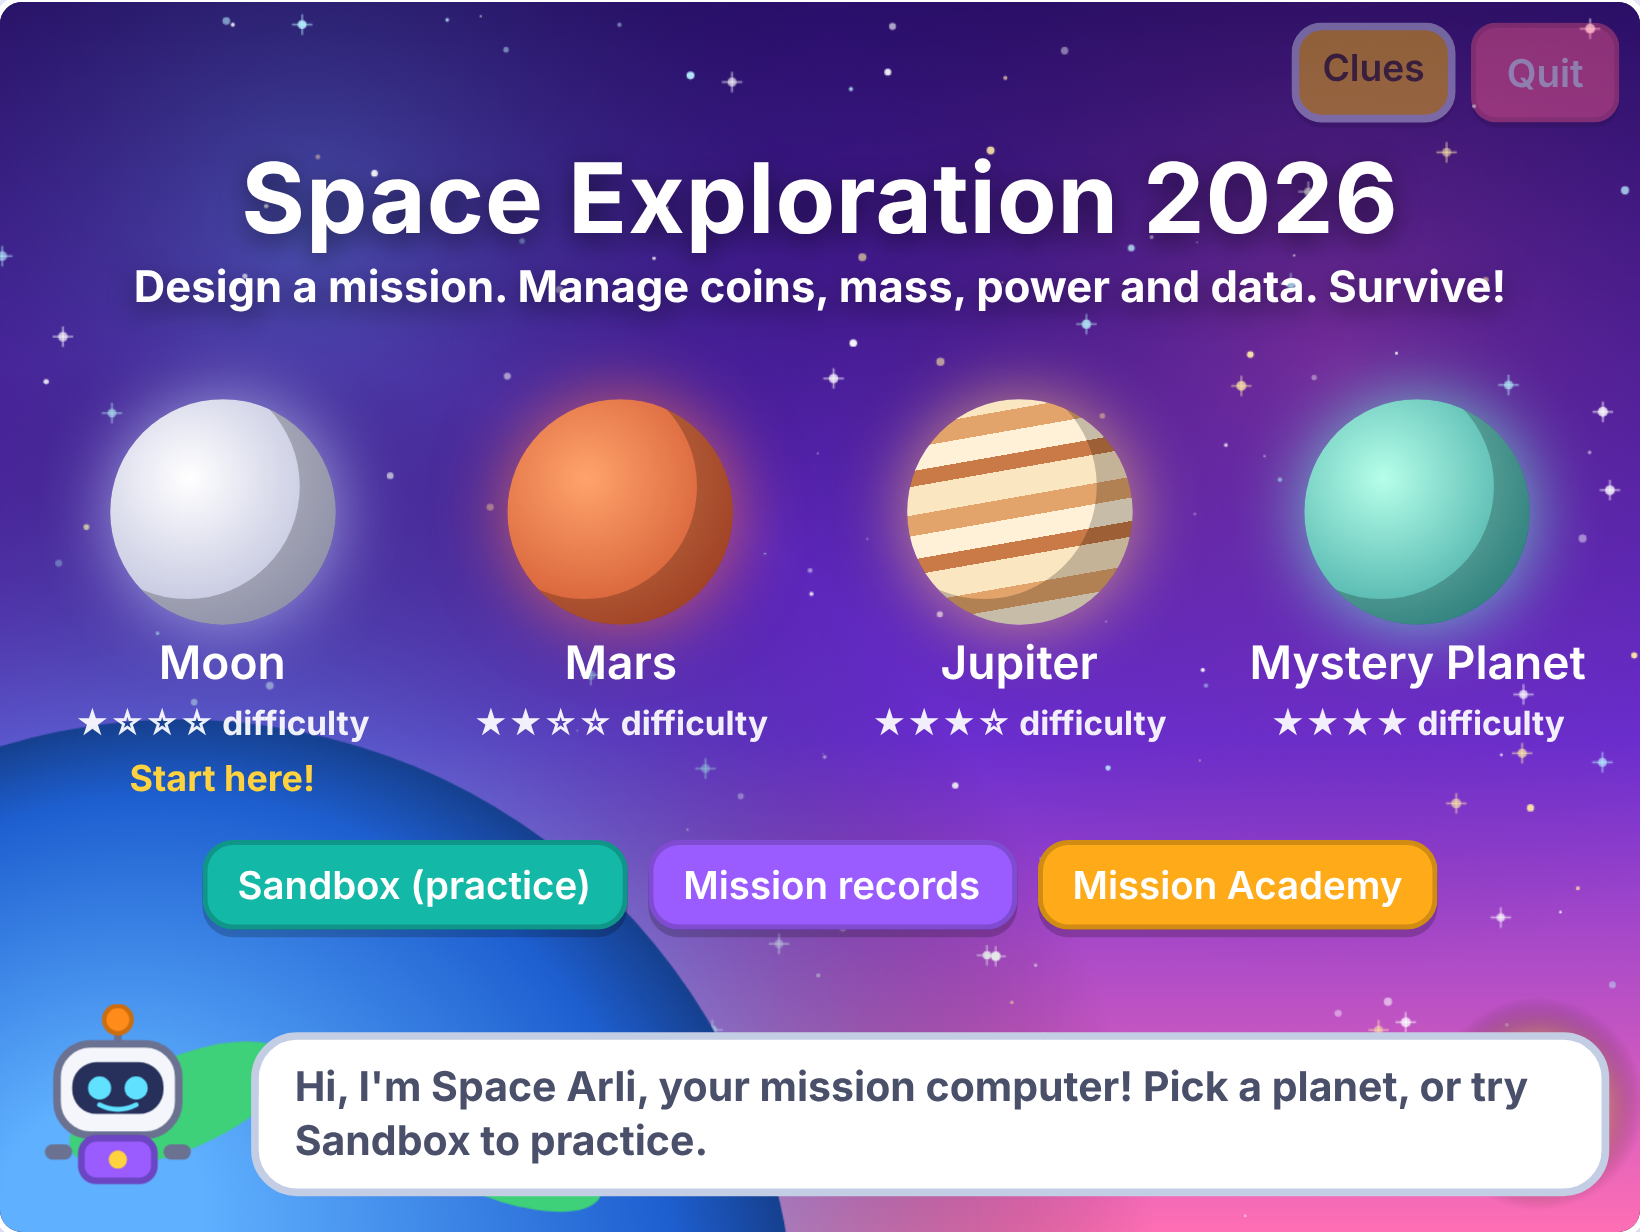 Clues
Quit
Space Exploration 2026
Design a mission. Manage coins, mass, power and data. Survive!
Moon
★☆☆☆ difficulty
Start here!
Mars
★★☆☆ difficulty
Jupiter
★★★☆ difficulty
Mystery Planet
★★★★ difficulty
Sandbox (practice)
Mission records
Mission Academy
Hi, I'm Space Arli, your mission computer! Pick a planet, or try
Sandbox to practice.